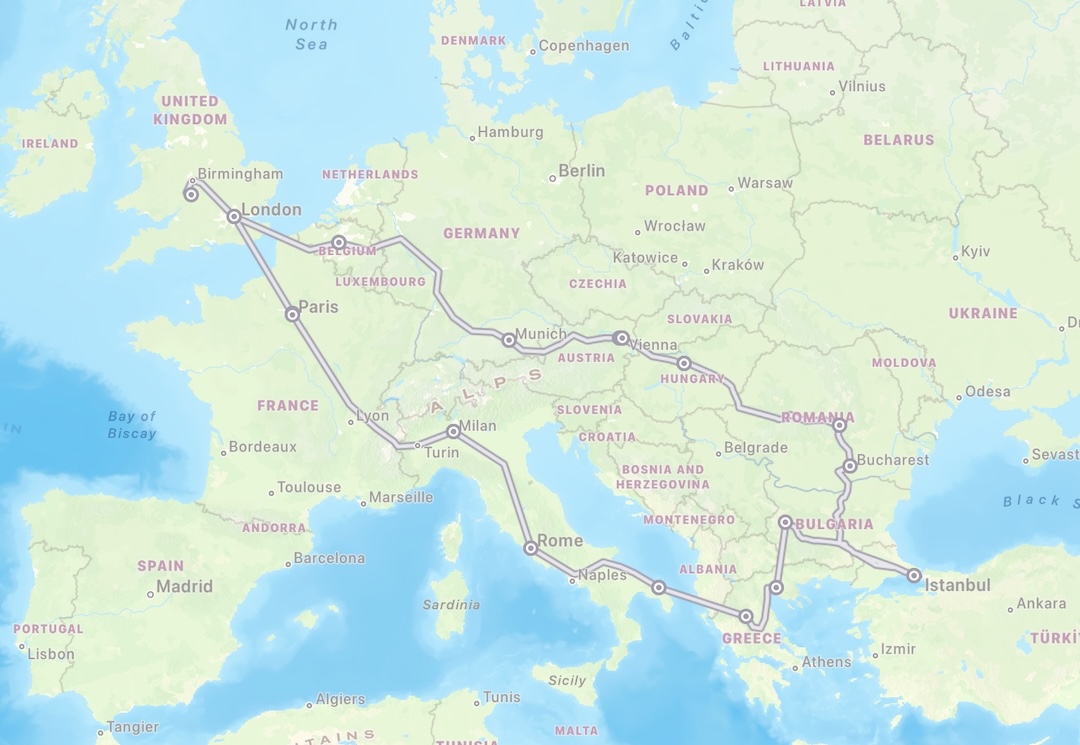 LATVIA
North
Sea
DENMARK
Copenhagen
Baltic
LITHUANIA
Vilnius
UNITED
KINGDOM
IRELAND
Hamburg
BELARUS
Birmingham
NETHERLANDS
Berlin
POLAND
Warsaw
London
GERMANY
Wrocław
Kyiv
BELGIUM
Katowice
Kraków
LUXEMBOURG
CZECHIA
Paris
UKRAINE
SLOVAKIA
Munich
Vienna
AUSTRIA
MOLDOVA
HUNGARY
ALPS
Odesa
FRANCE
Bay of
Biscay
Lyon
SLOVENIA
ROMANIA
Milan
CROATIA
Bordeaux
Turin
Belgrade
Bucharest
Sevast
BOSNIA AND
HERZEGOVINA
Toulouse
Marseille
Black S
ANDORRA
MONTENEGRO
BULGARIA
Rome
Barcelona
SPAIN
ALBANIA
Madrid
Naples
Istanbul
Sardinia
Ankara
PORTUGAL
GREECE
TÜRKİ
Lisbon
Izmir
Athens
Sicily
Algiers
Tunis
Tangier
MALTA
TAINS
TUNISIA